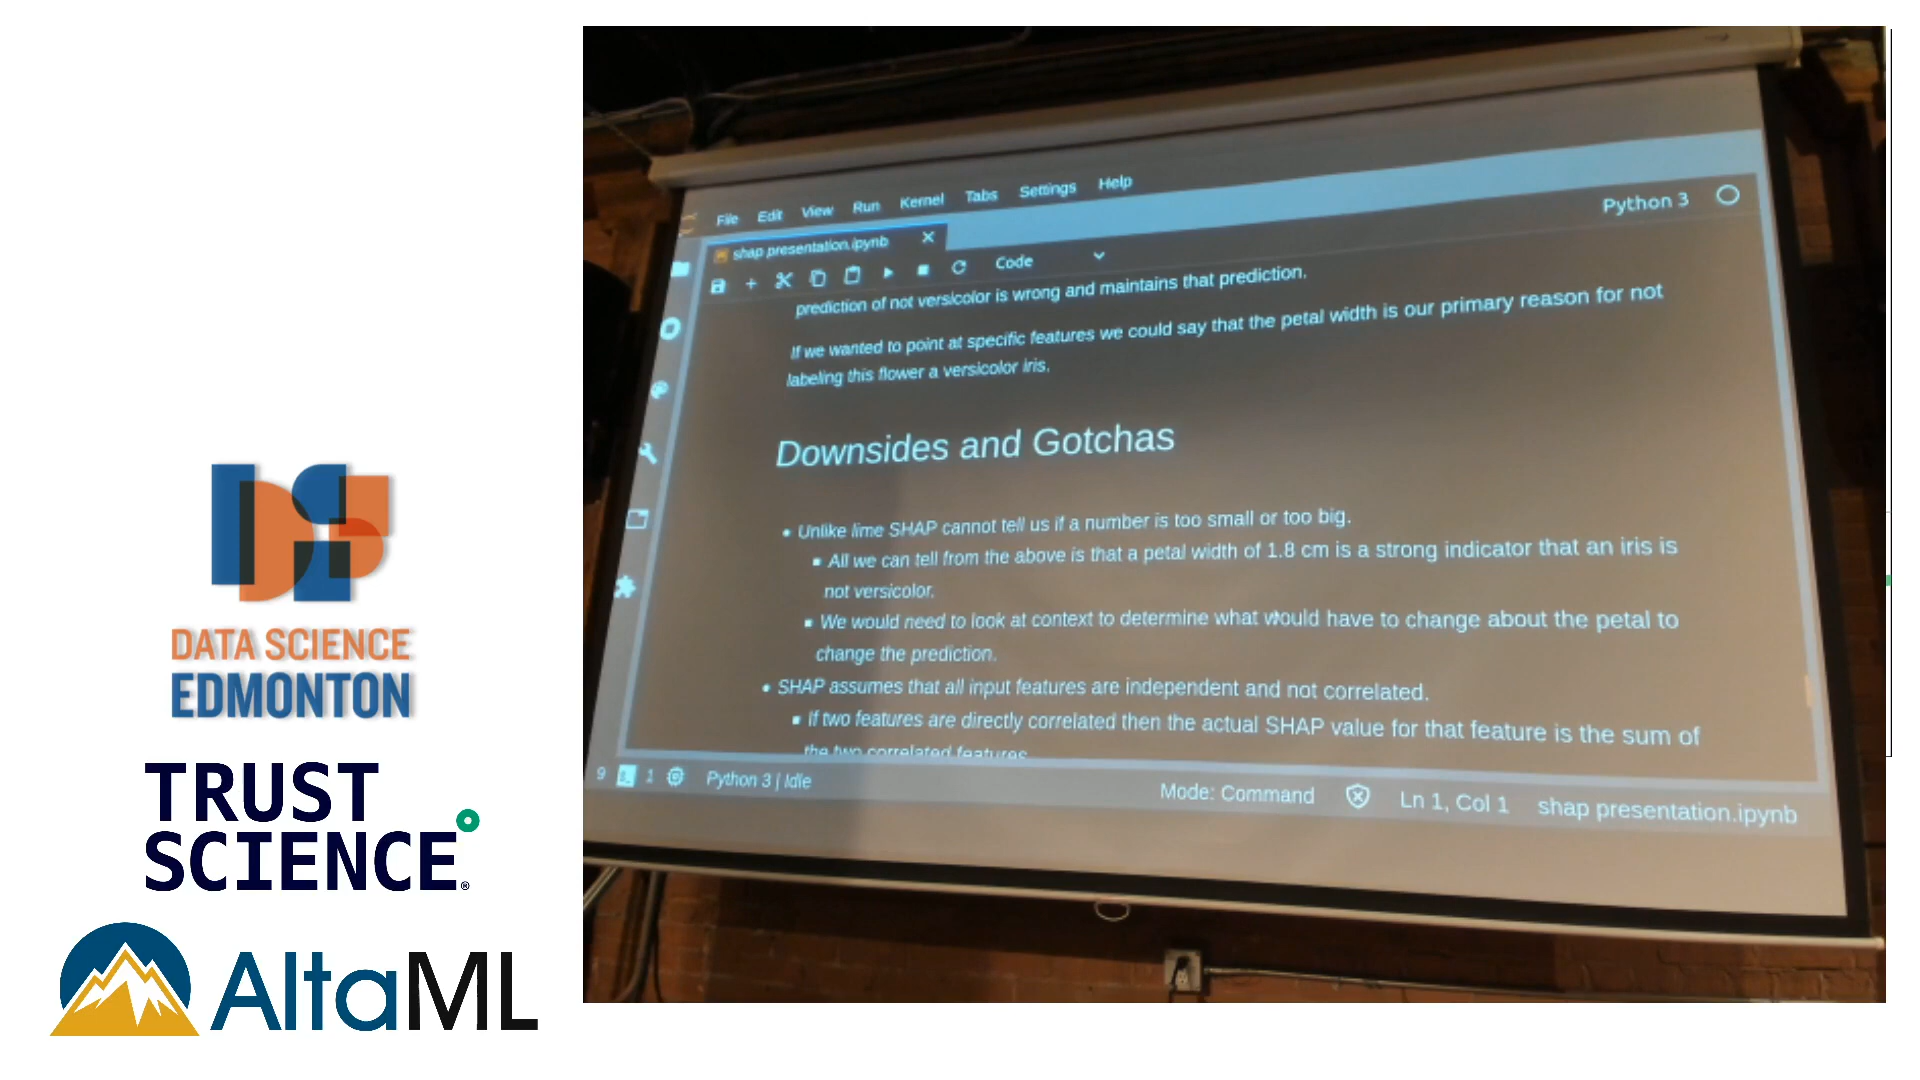 File Edit View Run Kernel Tabs Settings Help
shap presentation.ipynb
Python 3
Code
prediction of not versicolor is wrong and maintains that prediction.
If we wanted to point at specific features we could say that the petal width is our primary reason for not
labeling this flower a versicolor iris.
Downsides and Gotchas
• Unlike lime SHAP cannot tell us if a number is too small or too big.
▪ All we can tell from the above is that a petal width of 1.8 cm is a strong indicator that an iris is
not versicolor.
▪ We would need to look at context to determine what would have to change about the petal to
change the prediction.
• SHAP assumes that all input features are independent and not correlated.
▪ If two features are directly correlated then the actual SHAP value for that feature is the sum of
the two correlated features
9 1 Python 3 | Idle Mode: Command Ln 1, Col 1 shap presentation.ipynb
DATA SCIENCE
EDMONTON
TRUST
SCIENCE®
AltaML